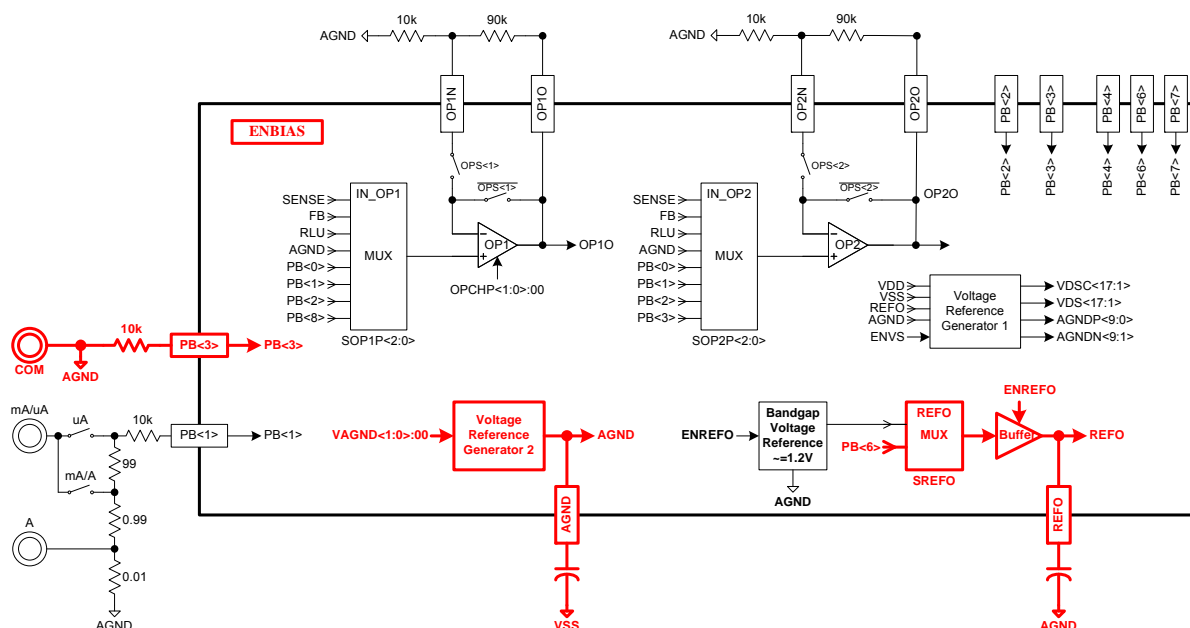 10k
90k
AGND
OP1N
OP1O
10k
90k
AGND
OP2N
OP2O
PB<2>
PB<3>
PB<4>
PB<6>
PB<7>
PB<2>
PB<3>
PB<4>
PB<6>
PB<7>
ENBIAS
OPS<1>
OPS<1>
OPS<2>
OPS<2>
IN_OP1
SENSE
FB
RLU
AGND
PB<0>
PB<1>
PB<2>
PB<8>
MUX
SOP1P<2:0>
OP1
OP1O
OPCHP<1:0>:00
IN_OP2
SENSE
FB
RLU
AGND
PB<0>
PB<1>
PB<2>
PB<3>
MUX
SOP2P<2:0>
OP2
OP2O
VDD
VSS
REFO
AGND
ENVS
Voltage
Reference
Generator 1
VDSC<17:1>
VDS<17:1>
AGNDP<9:0>
AGNDN<9:1>
COM
AGND
10k
PB<3>
PB<3>
mA/uA
uA
10k
PB<1>
PB<1>
99
mA/A
0.99
A
0.01
AGND
VAGND<1:0>:00
Voltage
Reference
Generator 2
AGND
AGND
VSS
ENREFO
Bandgap
Voltage
Reference
~=1.2V
AGND
PB<6>
REFO
MUX
SREFO
ENREFO
Buffer
REFO
REFO
AGND